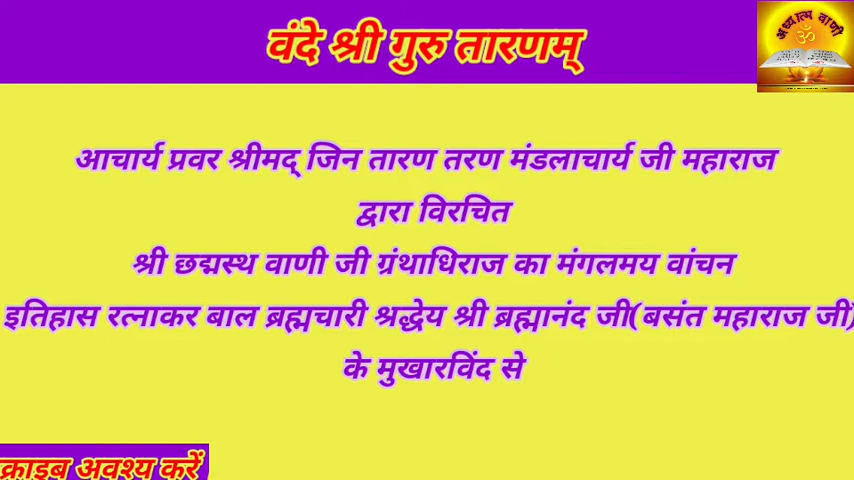 वंदे श्री गुरु तारणम्
अध्यात्म वाणी
ॐ
आचार्य प्रवर श्रीमद् जिन तारण तरण मंडलाचार्य जी महाराज
द्वारा विरचित
श्री छद्मस्थ वाणी जी ग्रंथाधिराज का मंगलमय वांचन
इतिहास रत्नाकर बाल ब्रह्मचारी श्रद्धेय श्री ब्रह्मानंद जी(बसंत महाराज जी)
के मुखारविंद से
क्राइब अवश्य करें